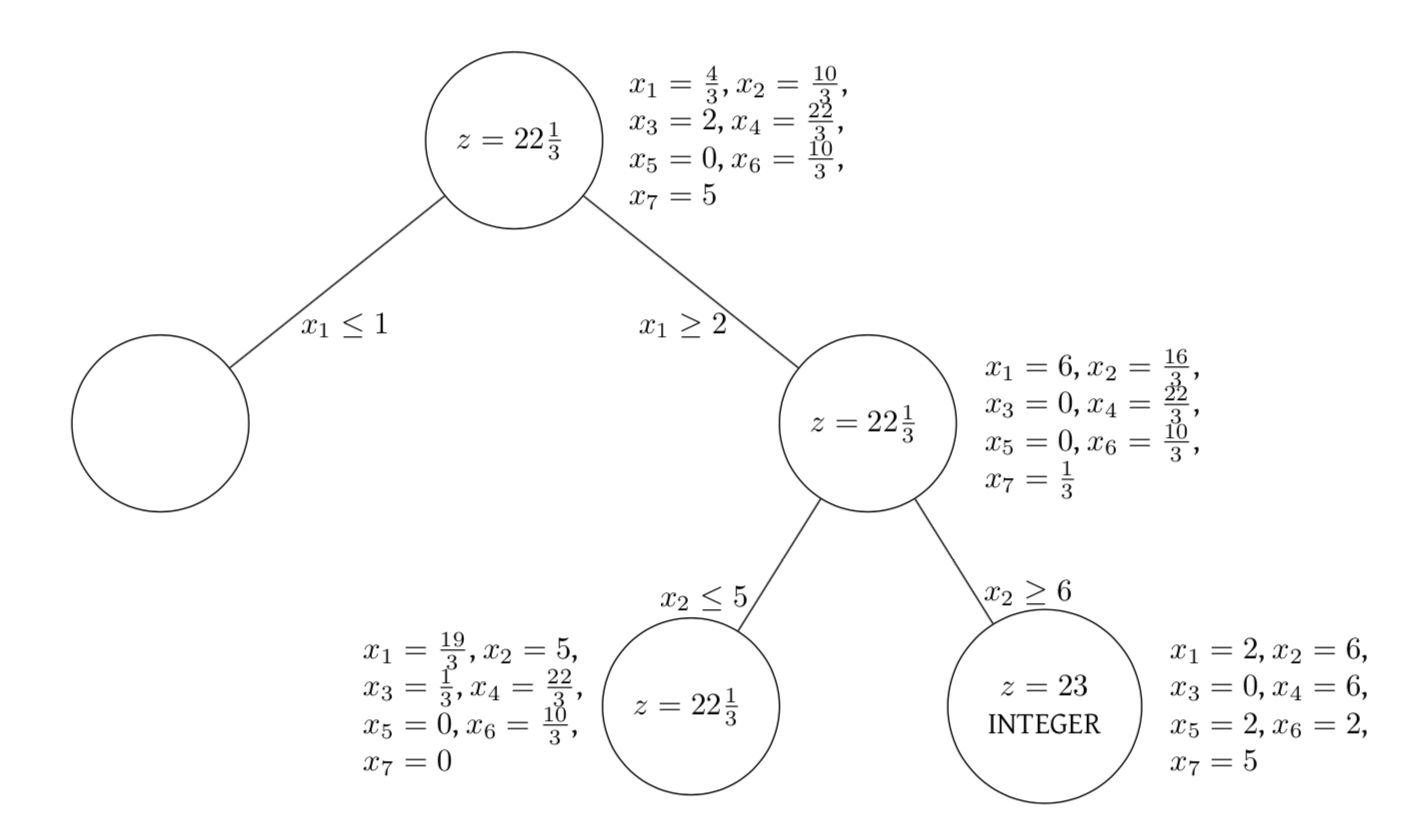 z = 22\frac{1}{3}
x_1 = \frac{4}{3}, x_2 = \frac{10}{3},
x_3 = 2, x_4 = \frac{22}{3},
x_5 = 0, x_6 = \frac{10}{3},
x_7 = 5
x_1 ≤ 1
x_1 ≥ 2
z = 22\frac{1}{3}
x_1 = 6, x_2 = \frac{16}{3},
x_3 = 0, x_4 = \frac{22}{3},
x_5 = 0, x_6 = \frac{10}{3},
x_7 = \frac{1}{3}
x_2 ≤ 5
x_2 ≥ 6
x_1 = \frac{19}{3}, x_2 = 5,
x_3 = \frac{1}{3}, x_4 = \frac{22}{3},
x_5 = 0, x_6 = \frac{10}{3},
x_7 = 0
z = 22\frac{1}{3}
z = 23
INTEGER
x_1 = 2, x_2 = 6,
x_3 = 0, x_4 = 6,
x_5 = 2, x_6 = 2,
x_7 = 5